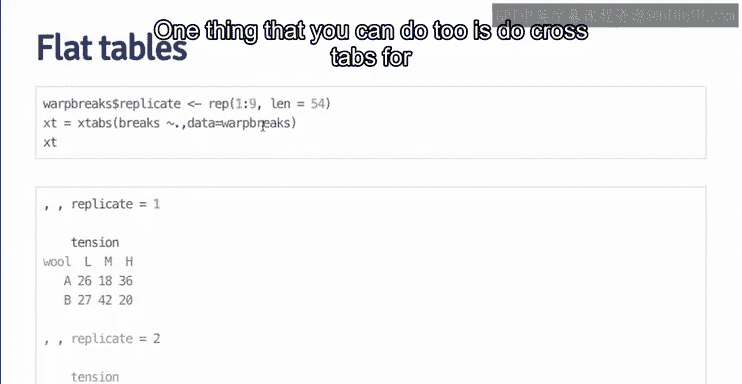 One thing that you can do too is do cross
tabs for
Flat tables
warpbreaks$replicate <- rep(1:9, len = 54)
xt = xtabs(breaks ~.,data=warpbreaks)
xt
, , replicate = 1
tension
wool L M H
A 26 18 36
B 27 42 20
, , replicate = 2
tension